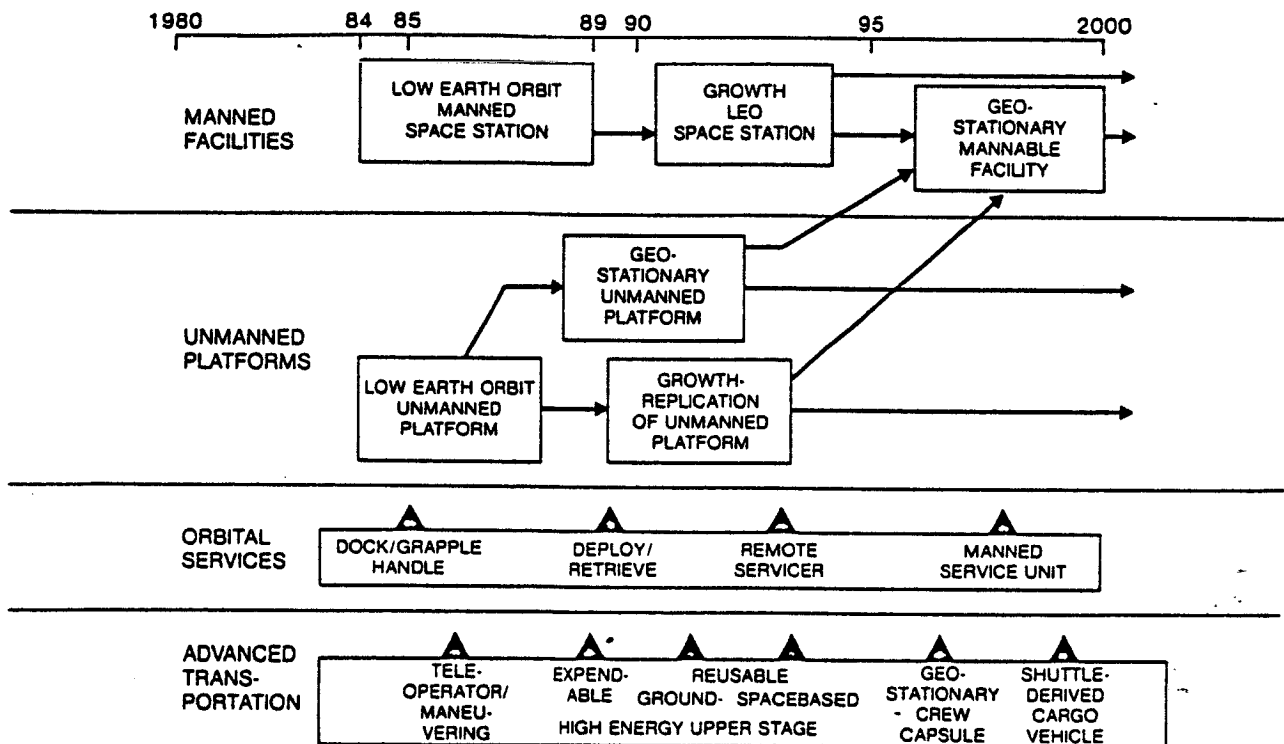 1980 84 85 89 90 95 2000
MANNED
FACILITIES
LOW EARTH ORBIT
MANNED
SPACE STATION
GROWTH
LEO
SPACE STATION
GEO-
STATIONARY
MANNABLE
FACILITY
UNMANNED
PLATFORMS
GEO-
STATIONARY
UNMANNED
PLATFORM
LOW EARTH ORBIT
UNMANNED
PLATFORM
GROWTH-
REPLICATION
OF UNMANNED
PLATFORM
ORBITAL
SERVICES
DOCK/GRAPPLE
HANDLE
DEPLOY/
RETRIEVE
REMOTE
SERVICER
MANNED
SERVICE UNIT
ADVANCED
TRANS-
PORTATION
TELE-
OPERATOR/
MANEU-
VERING
EXPEND-
ABLE
REUSABLE
GROUND- SPACEBASED
HIGH ENERGY UPPER STAGE
GEO-
STATIONARY
CREW
CAPSULE
SHUTTLE-
DERIVED
CARGO
VEHICLE